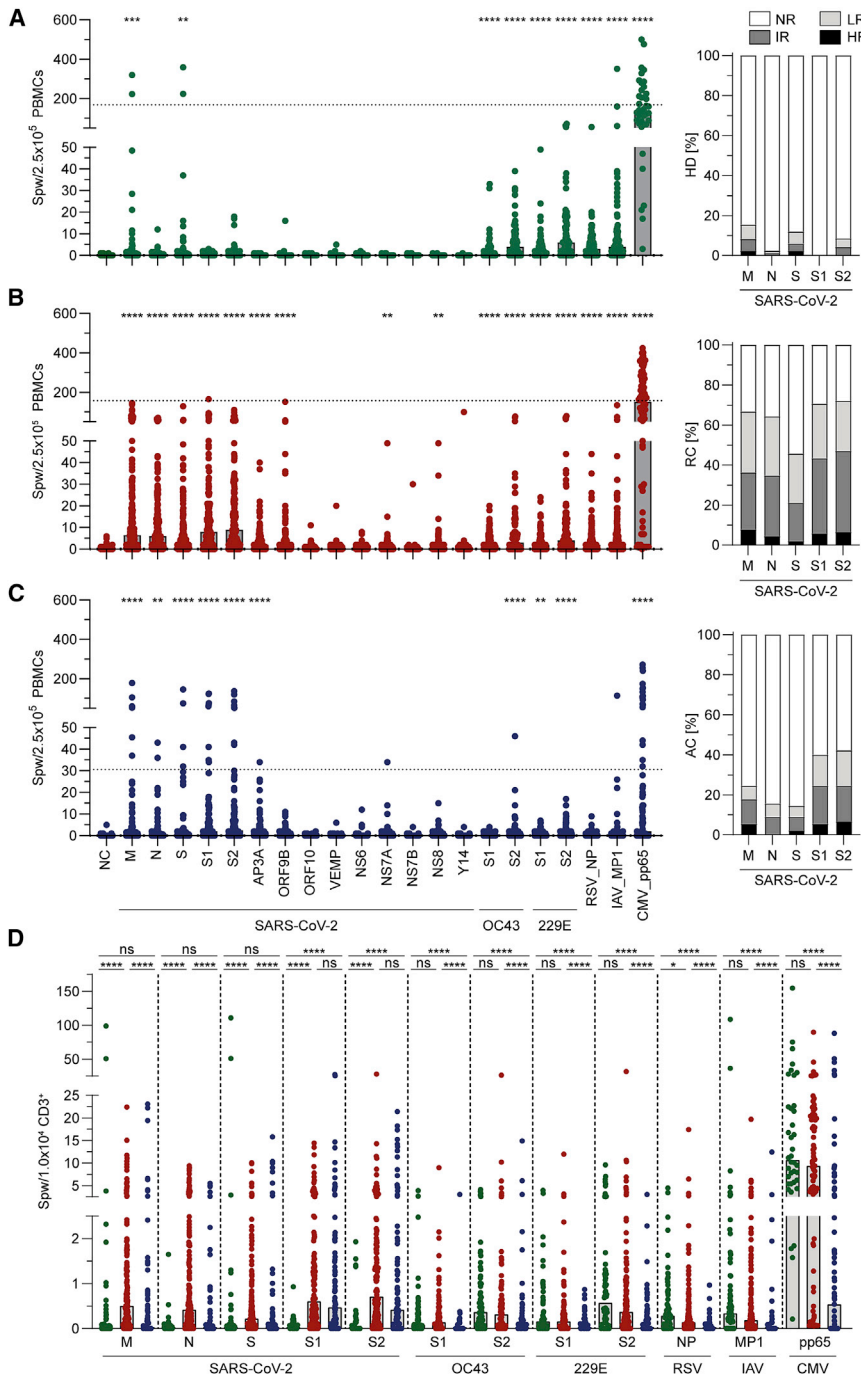 A
600
400
200
50
40
30
20
10
0
Spw/2.5x10⁵ PBMCs
*** ** **** **** **** **** **** **** ****
NR LR
IR HR
100
80
60
40
20
0
HD [%]
M N S S1 S2
SARS-CoV-2
B
600
400
200
50
40
30
20
10
0
Spw/2.5x10⁵ PBMCs
**** **** **** **** **** **** **** ** ** **** **** **** **** **** **** ****
100
80
60
40
20
0
RC [%]
M N S S1 S2
SARS-CoV-2
C
600
400
200
50
40
30
20
10
0
Spw/2.5x10⁵ PBMCs
**** ** **** **** **** **** **** ** **** ****
100
80
60
40
20
0
AC [%]
M N S S1 S2
SARS-CoV-2
NC M N S S1 S2 AP3A ORF9B ORF10 VEMP NS6 NS7A NS7B NS8 Y14 S1 S2 S1 S2 RSV_NP IAV_MP1 CMV_pp65
SARS-CoV-2 OC43 229E
D
ns ns ns **** **** **** **** **** **** **** **** ****
**** **** **** **** **** **** **** ns **** ns ns **** ns **** ns **** ns **** * **** ns **** ns ****
150
100
50
25
20
15
10
5
2
1
0
Spw/1.0x10⁴ CD3⁺
M N S S1 S2 S1 S2 S1 S2 NP MP1 pp65
SARS-CoV-2 OC43 229E RSV IAV CMV